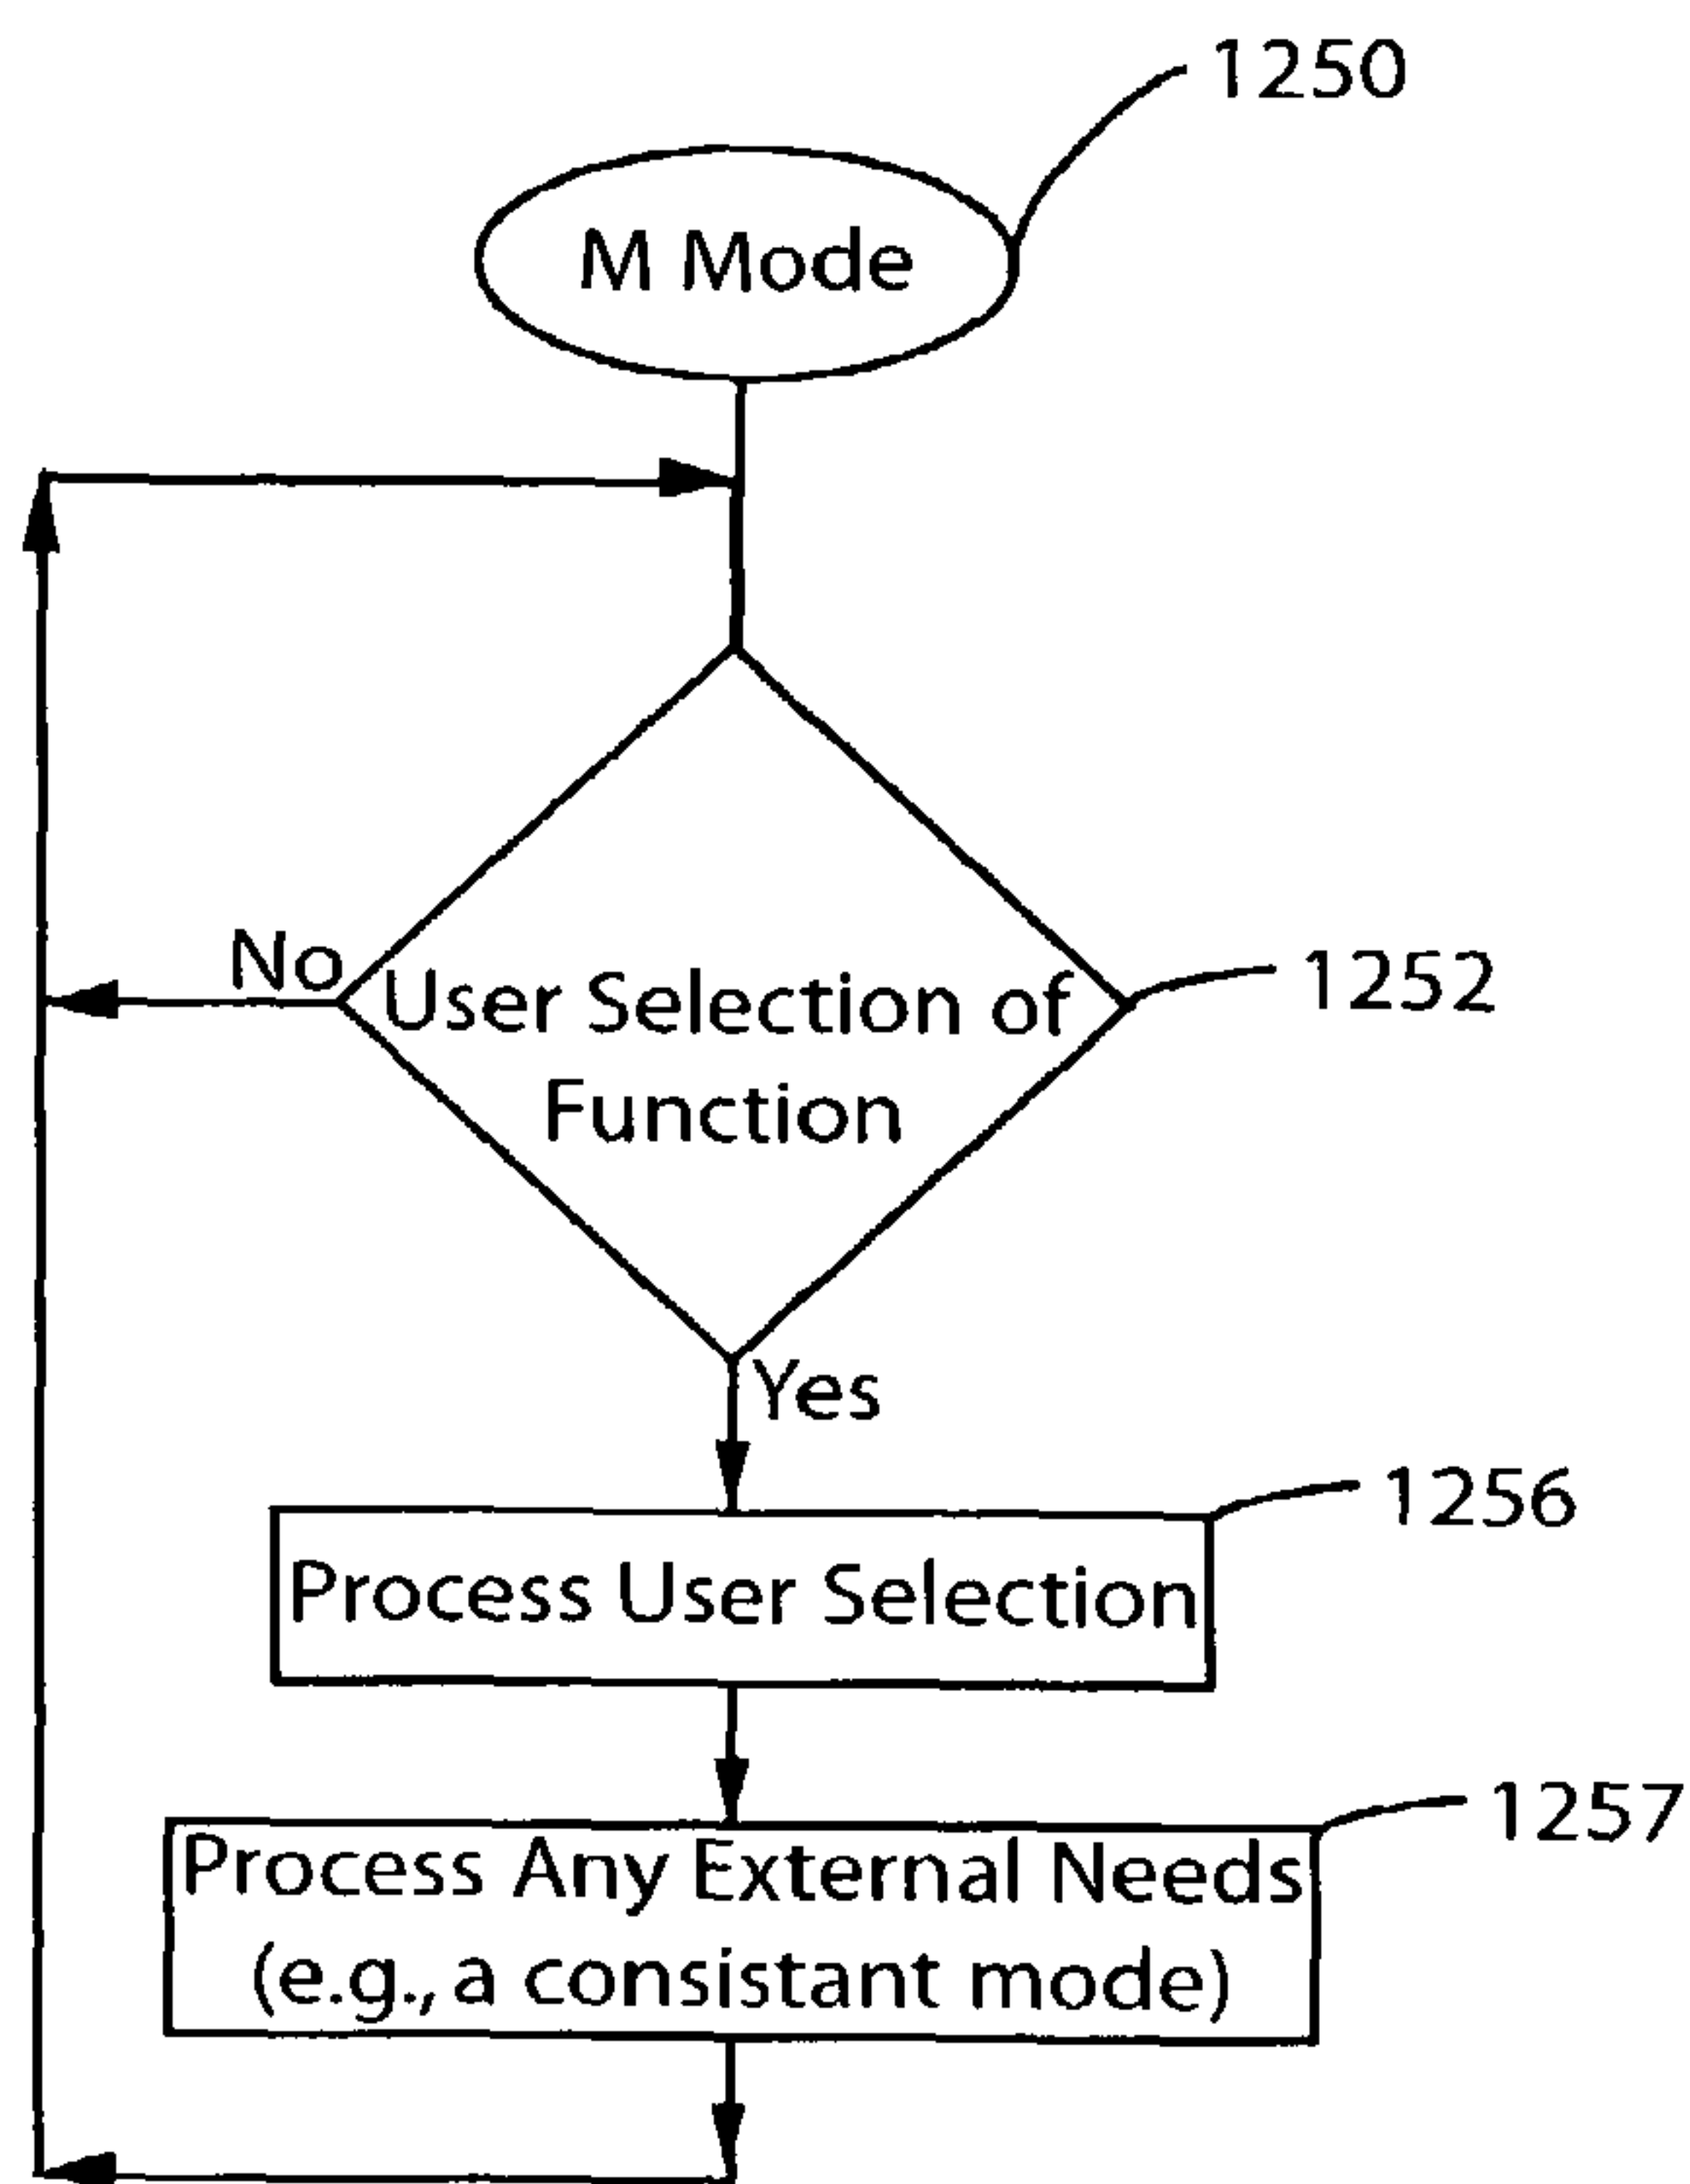 1250
M Mode
No
User Selection of
Function
1252
Yes
1256
Process User Selection
1257
Process Any External Needs
(e.g., a consistant mode)